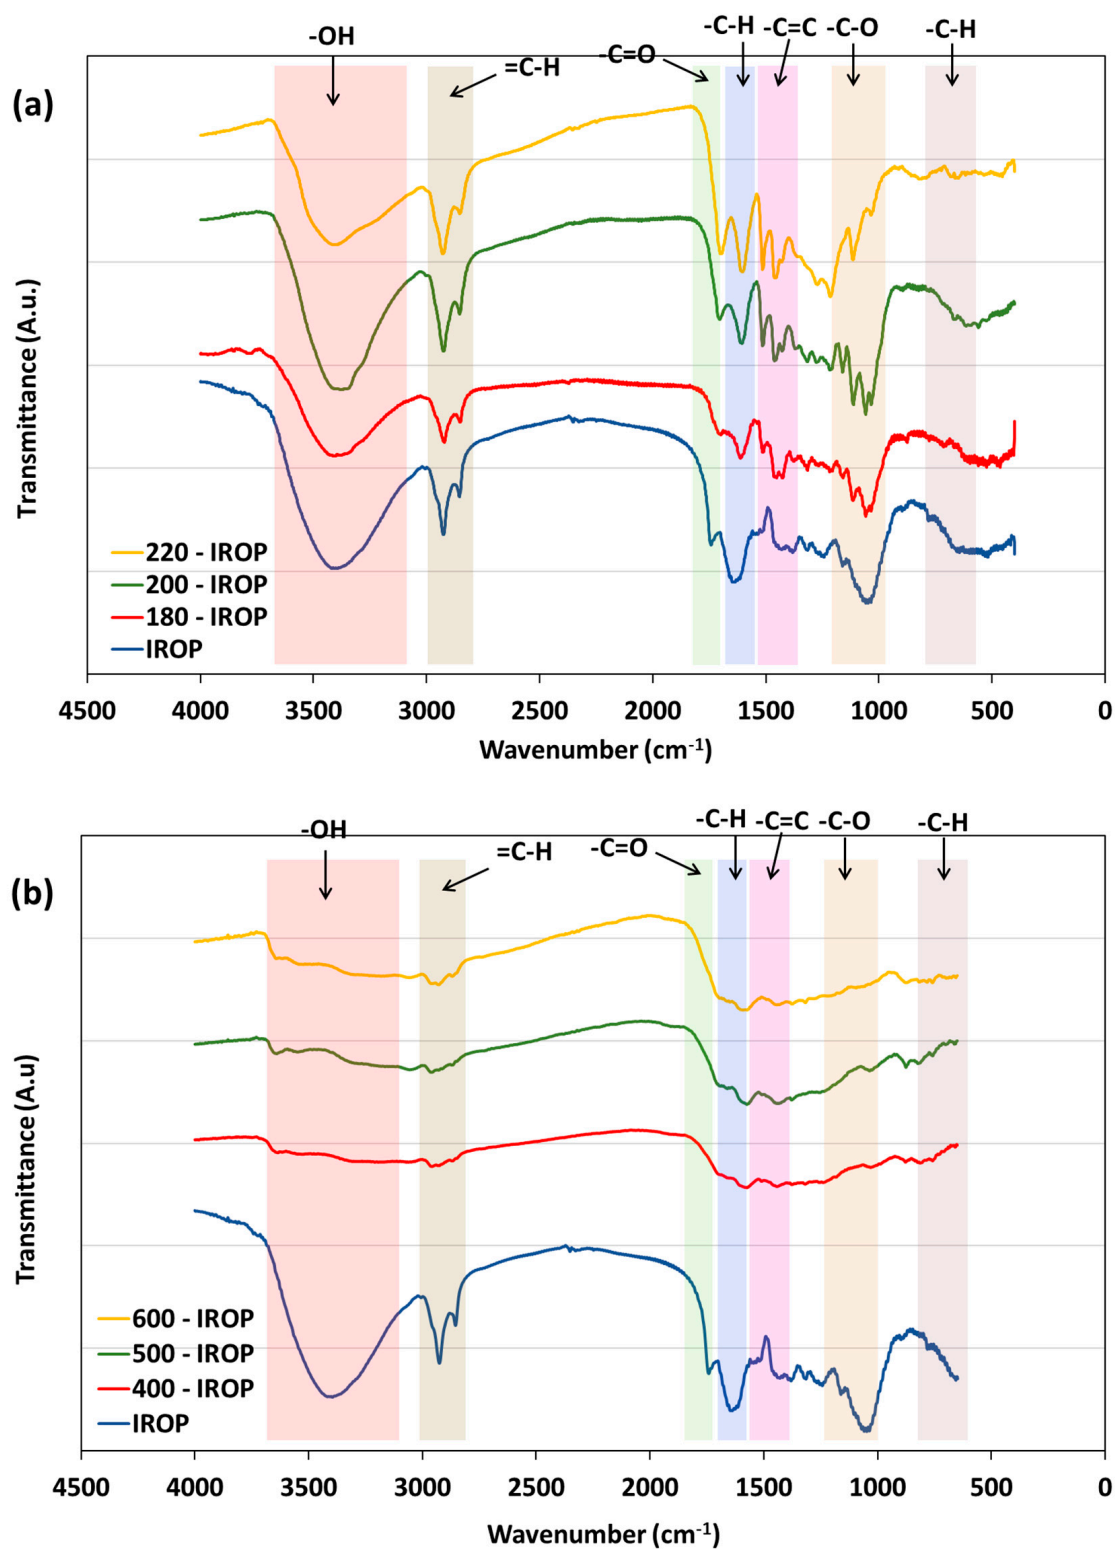 -OH
=C-H
-C=O
-C-H
-C=C
-C-O
-C-H
(a)
Transmittance (A.u.)
220 - IROP
200 - IROP
180 - IROP
IROP
4500 4000 3500 3000 2500 2000 1500 1000 500 0
Wavenumber (cm-1)
-OH
=C-H
-C=O
-C-H
-C=C
-C-O
-C-H
(b)
Transmittance (A.u)
600 - IROP
500 - IROP
400 - IROP
IROP
4500 4000 3500 3000 2500 2000 1500 1000 500 0
Wavenumber (cm-1)